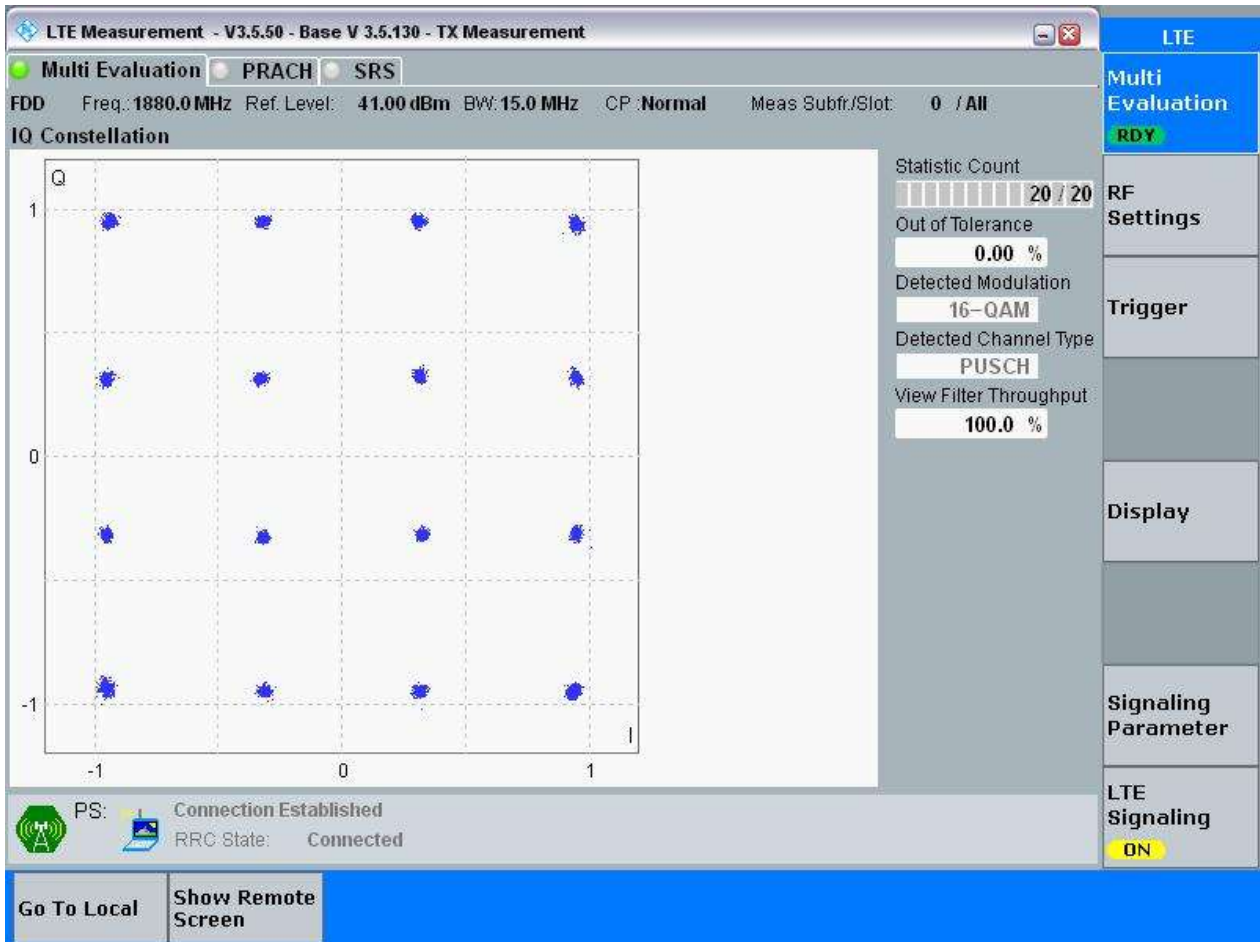 LTE Measurement - V3.5.50 - Base V 3.5.130 - TX Measurement
LTE
Multi Evaluation PRACH SRS
Multi
Evaluation
RDY
FDD Freq.: 1880.0 MHz Ref. Level: 41.00 dBm BW: 15.0 MHz CP : Normal Meas Subfr./Slot: 0 / All
IQ Constellation
Q
1
0
-1
-1 0 1
I
Statistic Count
20 / 20
Out of Tolerance
0.00 %
Detected Modulation
16-QAM
Detected Channel Type
PUSCH
View Filter Throughput
100.0 %
RF
Settings
Trigger
Display
Signaling
Parameter
LTE
Signaling
ON
PS: Connection Established
RRC State: Connected
Go To Local
Show Remote
Screen